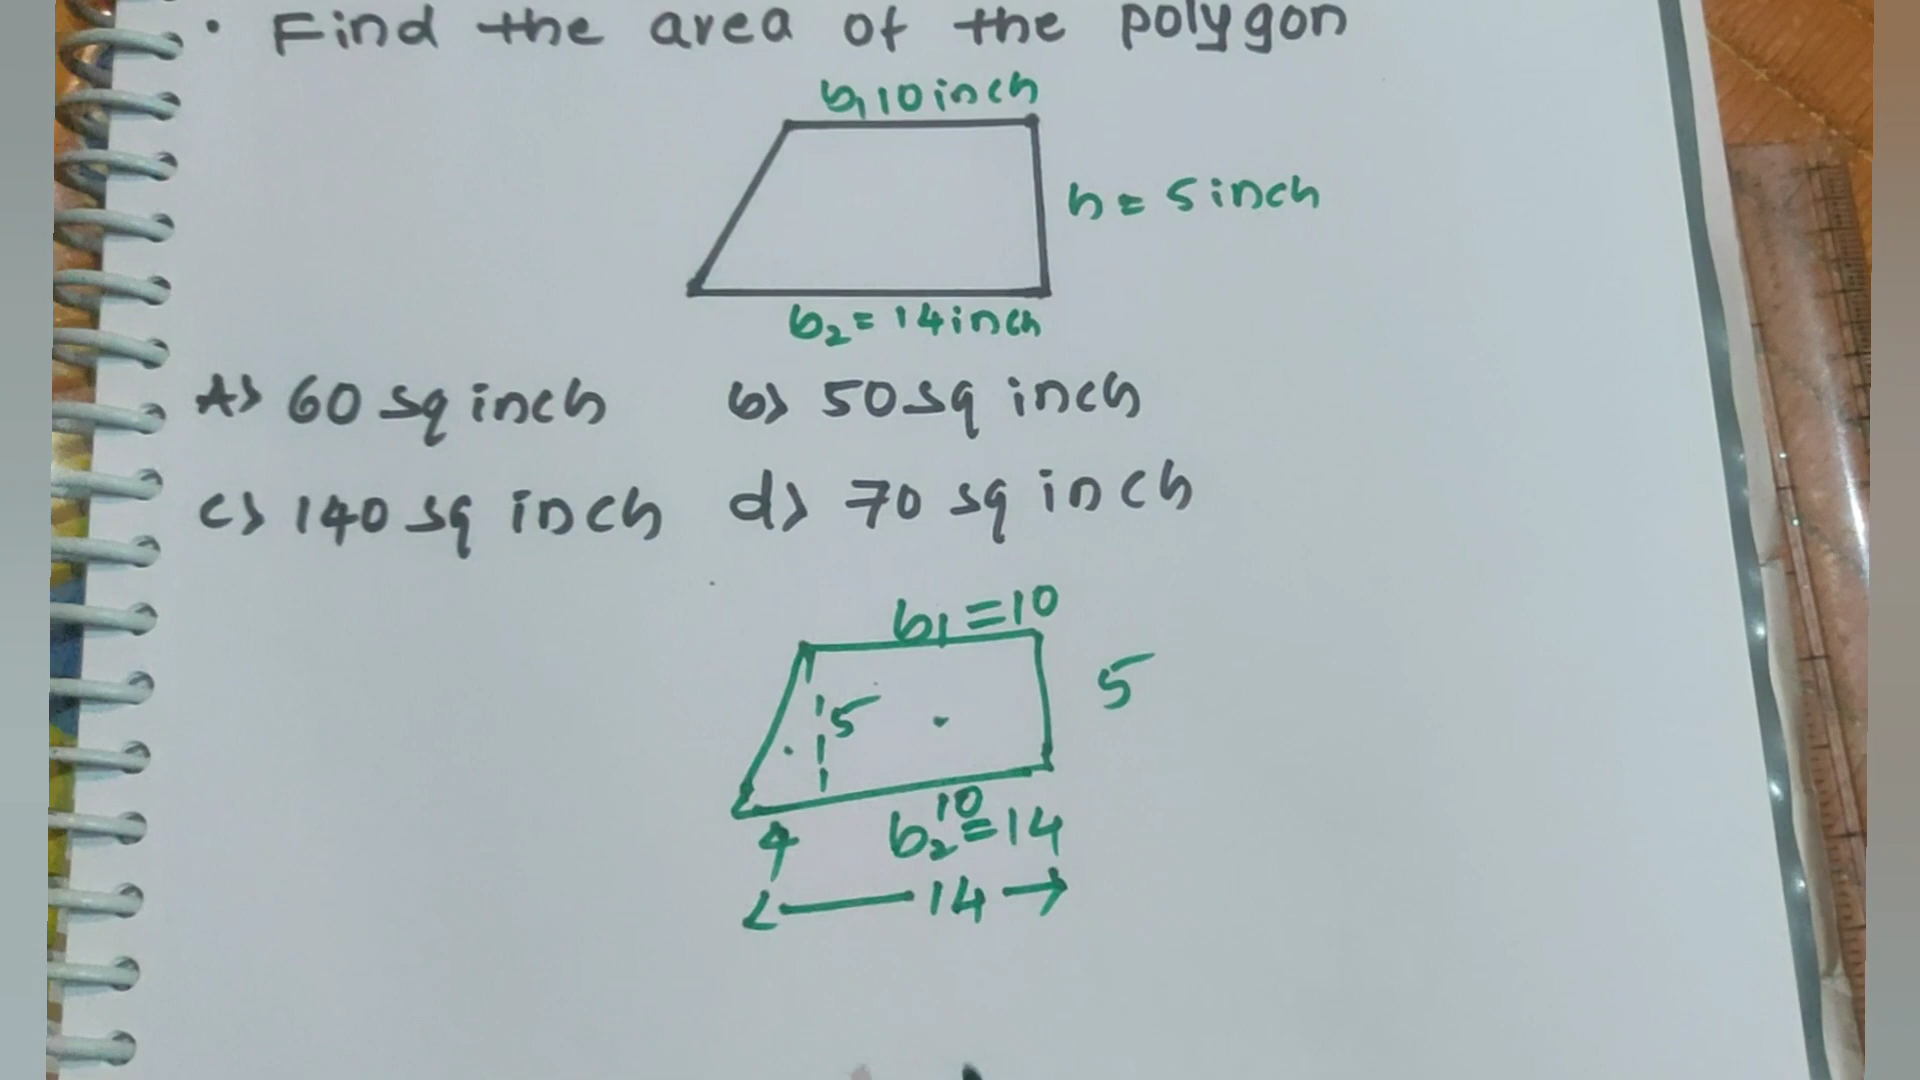 • Find the area of the polygon
b1 10 inch
h = 5 inch
b2 = 14 inch
A) 60 sq inch b) 50 sq inch
c) 140 sq inch d) 70 sq inch
b1 = 10
5
5
10
4 b2 = 14
14